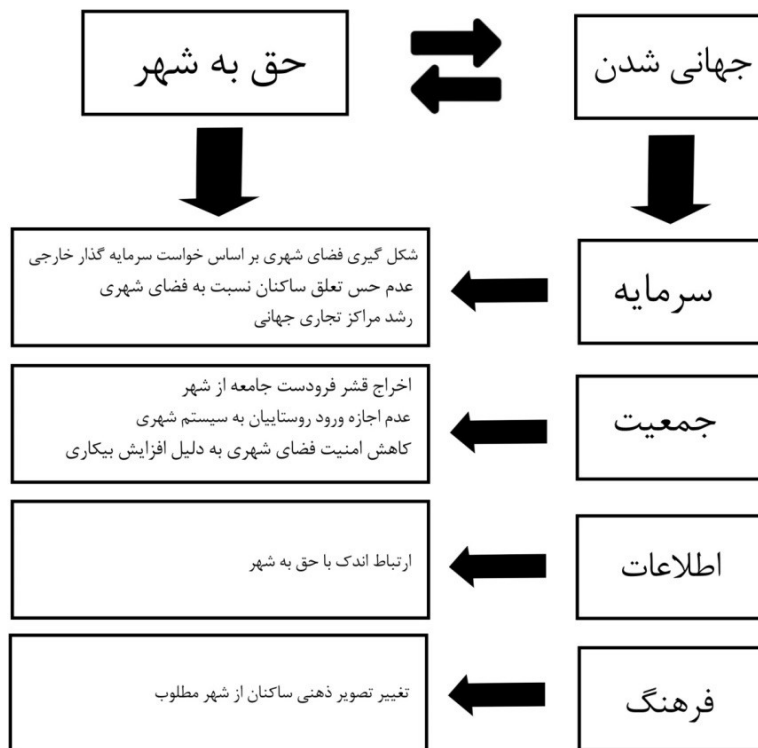 جهانی شدن
حق به شهر
سرمایه
شکل گیری فضای شهری بر اساس خواست سرمایه گذار خارجی
عدم حس تعلق ساکنان نسبت به فضای شهری
رشد مراکز تجاری جهانی
جمعیت
اخراج قشر فرودست جامعه از شهر
عدم اجازه ورود روستاییان به سیستم شهری
کاهش امنیت فضای شهری به دلیل افزایش بیکاری
اطلاعات
ارتباط اندک با حق به شهر
فرهنگ
تغییر تصویر ذهنی ساکنان از شهر مطلوب